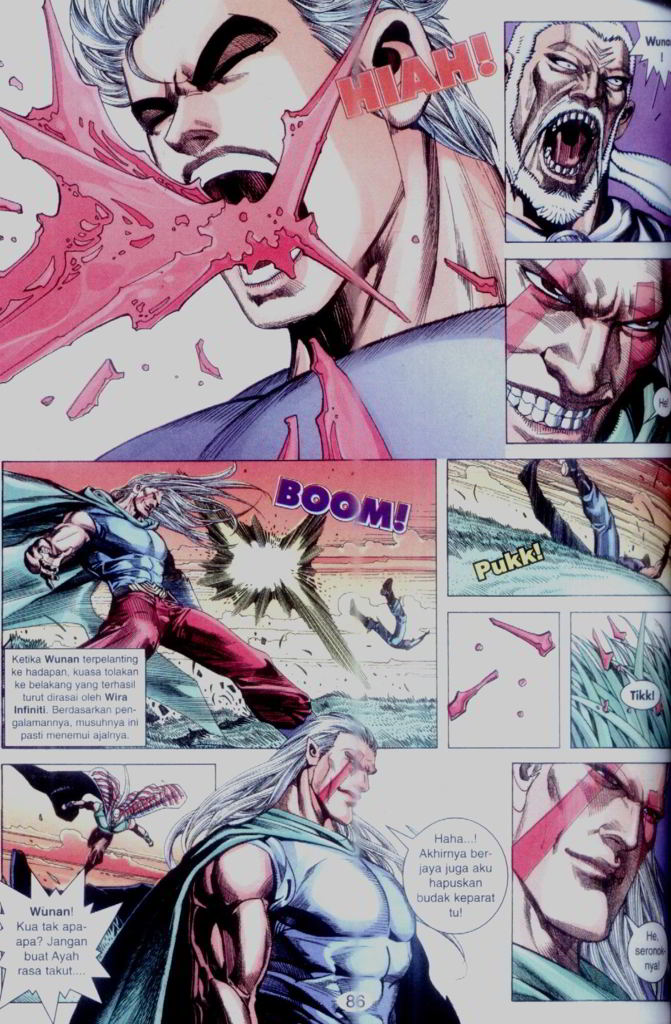 HIAH!
Wunan
!
He!
BOOM!
Pukk!
Ketika Wunan terpelanting
ke hadapan, kuasa tolakan
ke belakang yang terhasil
turut dirasai oleh Wira
Infiniti. Berdasarkan pen-
galamannya, musuhnya ini
pasti menemui ajalnya.
Tikk!
Wunan!
Kua tak apa-
apa? Jangan
buat Ayah
rasa takut....
Haha...!
Akhirnya ber-
jaya juga aku
hapuskan
budak keparat
tu!
He,
seronok-
nya!
86